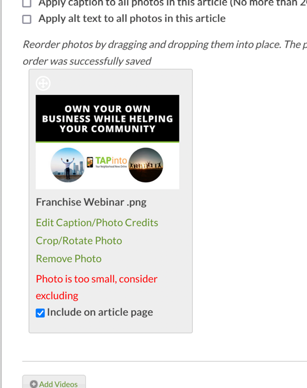 Apply caption to all photos in this article (No more than 2
Apply alt text to all photos in this article
Reorder photos by dragging and dropping them into place. The p
order was successfully saved
OWN YOUR OWN
BUSINESS WHILE HELPING
YOUR COMMUNITY
TAPinto
Franchise Webinar .png
Edit Caption/Photo Credits
Crop/Rotate Photo
Remove Photo
Photo is too small, consider
excluding
Include on article page
Add Videos